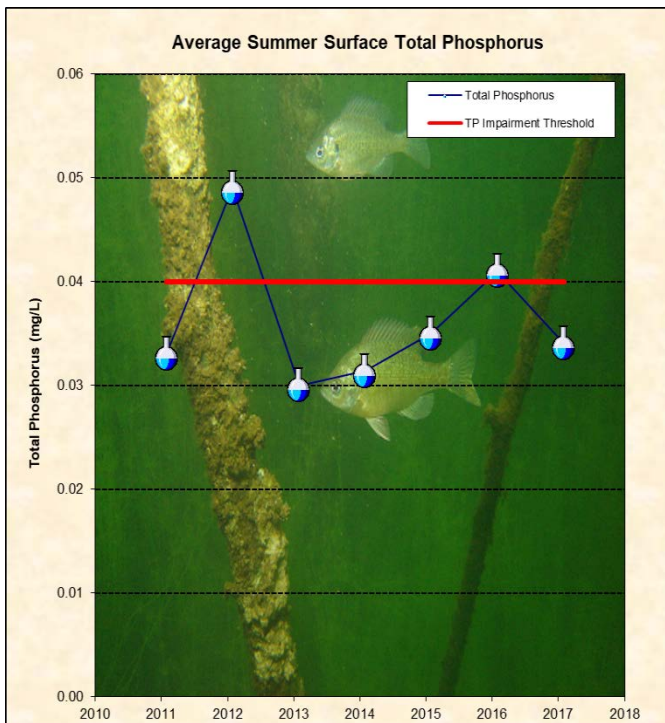 Average Summer Surface Total Phosphorus
Total Phosphorus
TP Impairment Threshold
Total Phosphorus (mg/L)
0.06
0.05
0.04
0.03
0.02
0.01
0.00
2010 2011 2012 2013 2014 2015 2016 2017 2018